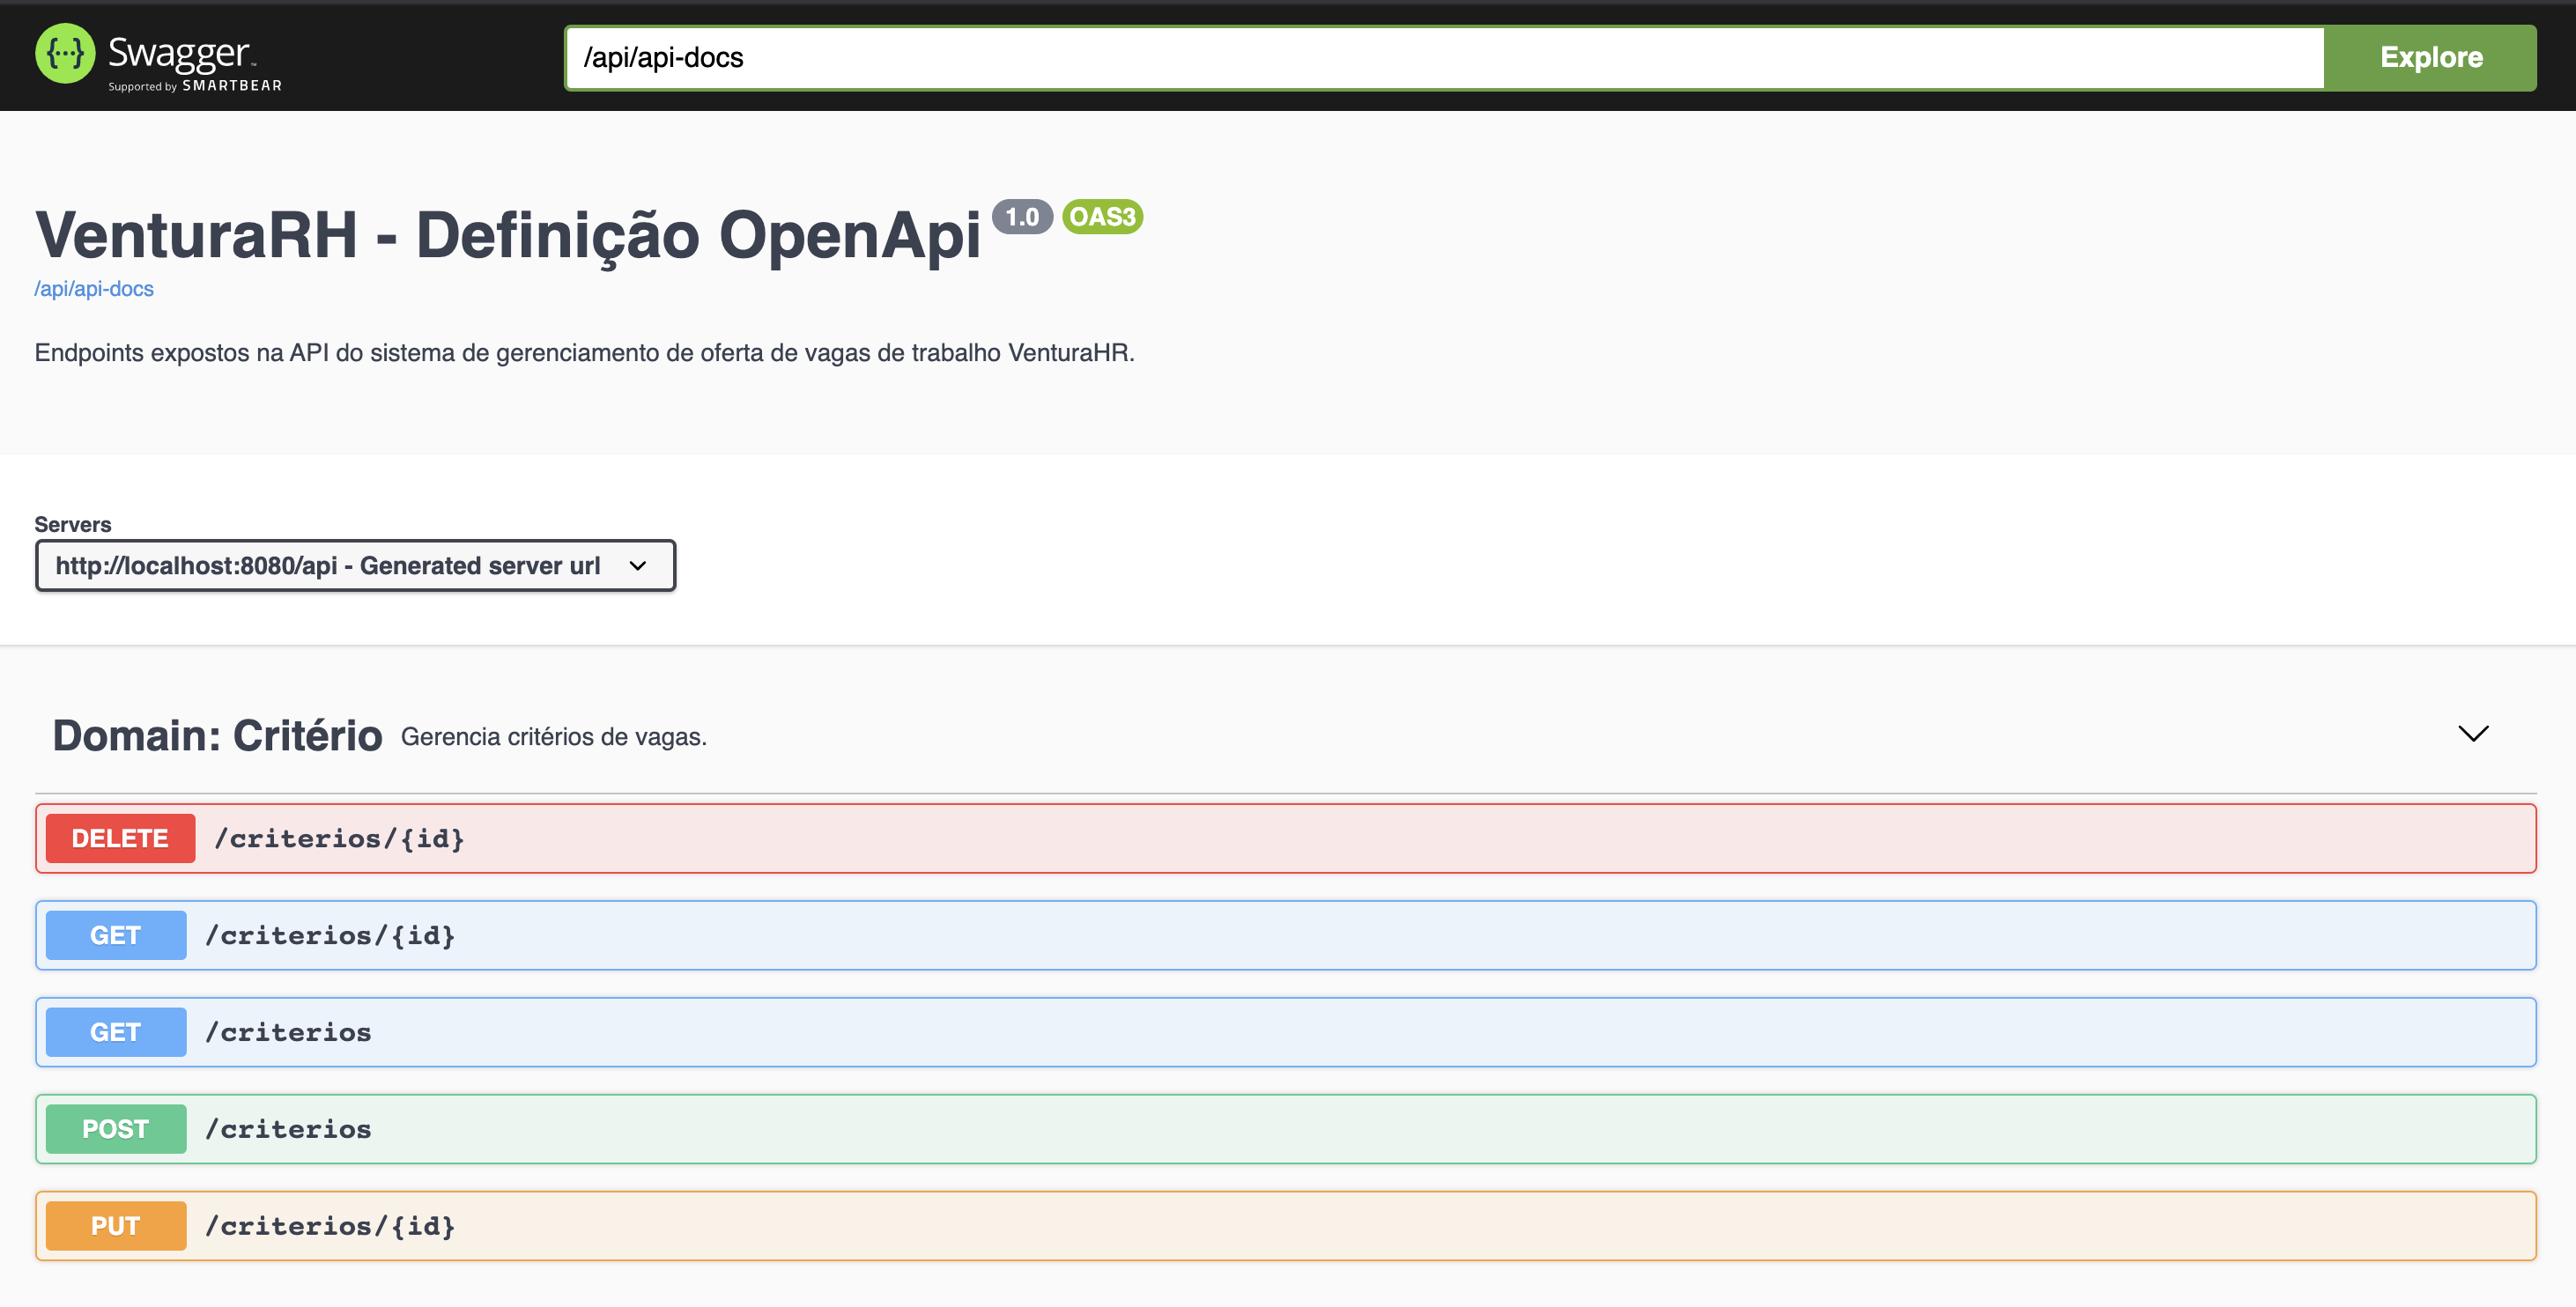 Swagger™
Supported by SMARTBEAR
/api/api-docs
Explore
VenturaRH - Definição OpenApi 1.0 OAS3
/api/api-docs
Endpoints expostos na API do sistema de gerenciamento de oferta de vagas de trabalho VenturaHR.
Servers
http://localhost:8080/api - Generated server url
Domain: Critério Gerencia critérios de vagas.
DELETE /criterios/{id}
GET /criterios/{id}
GET /criterios
POST /criterios
PUT /criterios/{id}